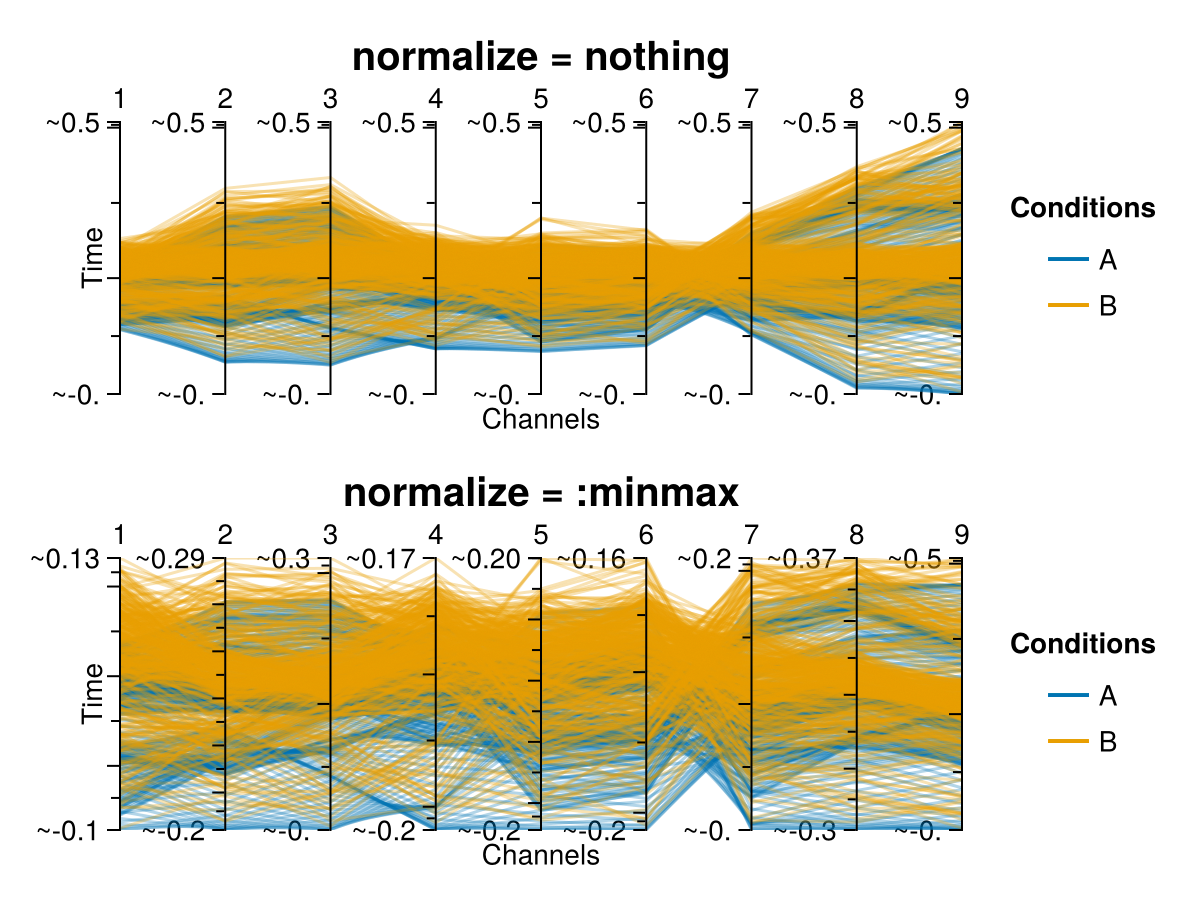 normalize = nothing
1 2 3 4 5 6 7 8 9
~0.5 ~0.5 ~0.5 ~0.5 ~0.5 ~0.5 ~0.5 ~0.5 ~0.5
Time
~-0. ~-0. ~-0. ~-0. ~-0. ~-0. ~-0. ~-0. ~-0.
Channels
Conditions
A
B
normalize = :minmax
1 2 3 4 5 6 7 8 9
~0.13 ~0.29 ~0.3 ~0.17 ~0.20 ~0.16 ~0.2 ~0.37 ~0.5
Time
~-0.1 ~-0.2 ~-0. ~-0.2 ~-0.2 ~-0.2 ~-0. ~-0.3 ~-0.
Channels
Conditions
A
B